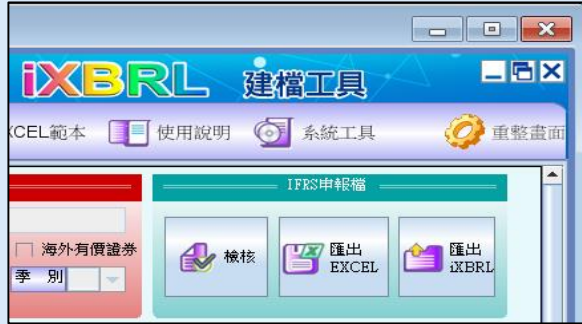 iXBRL 建檔工具
XCEL範本 使用說明 系統工具 重整畫面
IFRS申報檔
海外有價證券
季 別
檢核
匯出
EXCEL
匯出
iXBRL